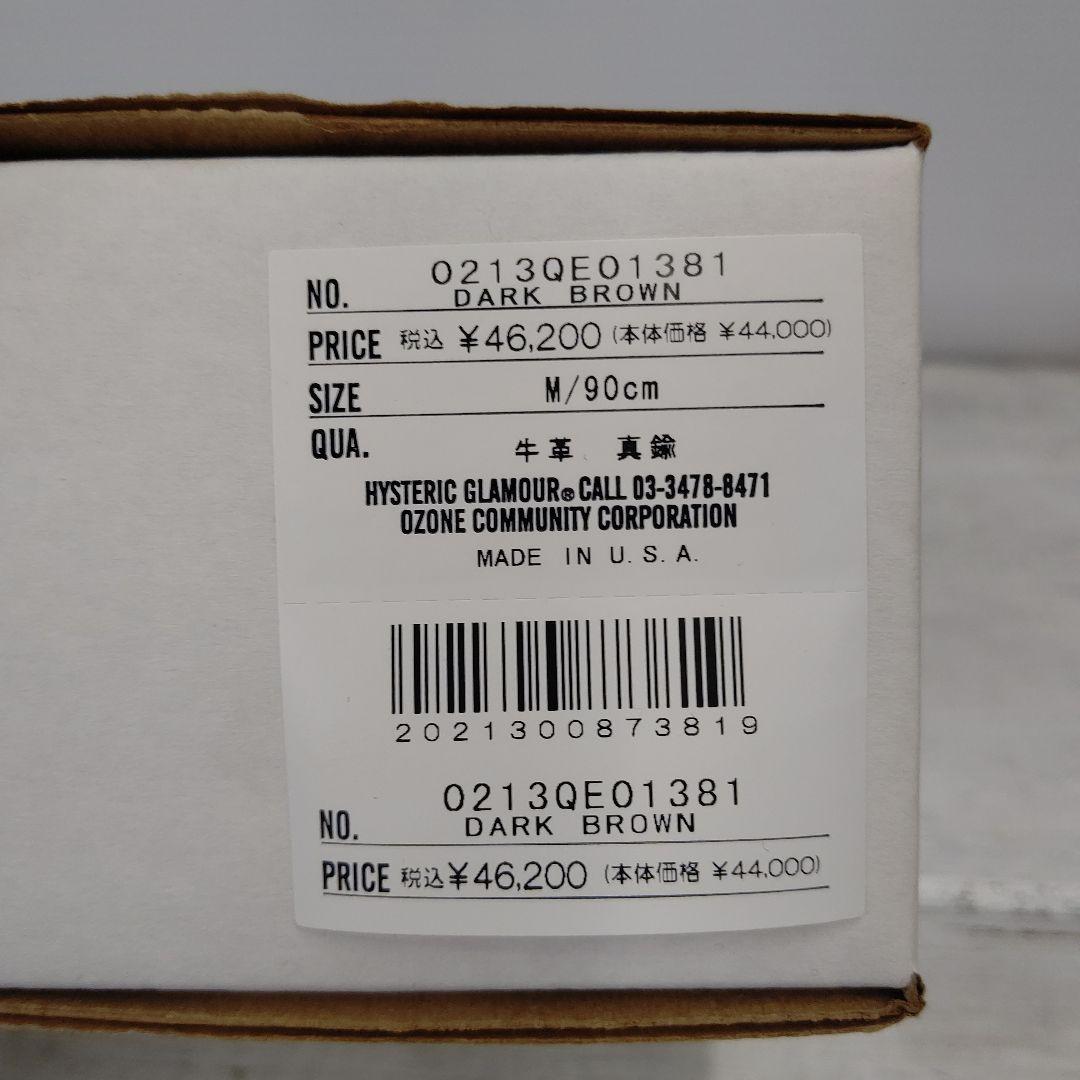 NO. 0213QE01381
DARK BROWN
PRICE 税込 ¥46,200 (本体価格 ¥44,000)
SIZE M/90cm
QUA. 牛革 真鍮
HYSTERIC GLAMOUR® CALL 03-3478-8471
OZONE COMMUNITY CORPORATION
MADE IN U.S.A.
2021300873819
NO. 0213QE01381
DARK BROWN
PRICE 税込 ¥46,200 (本体価格 ¥44,000)